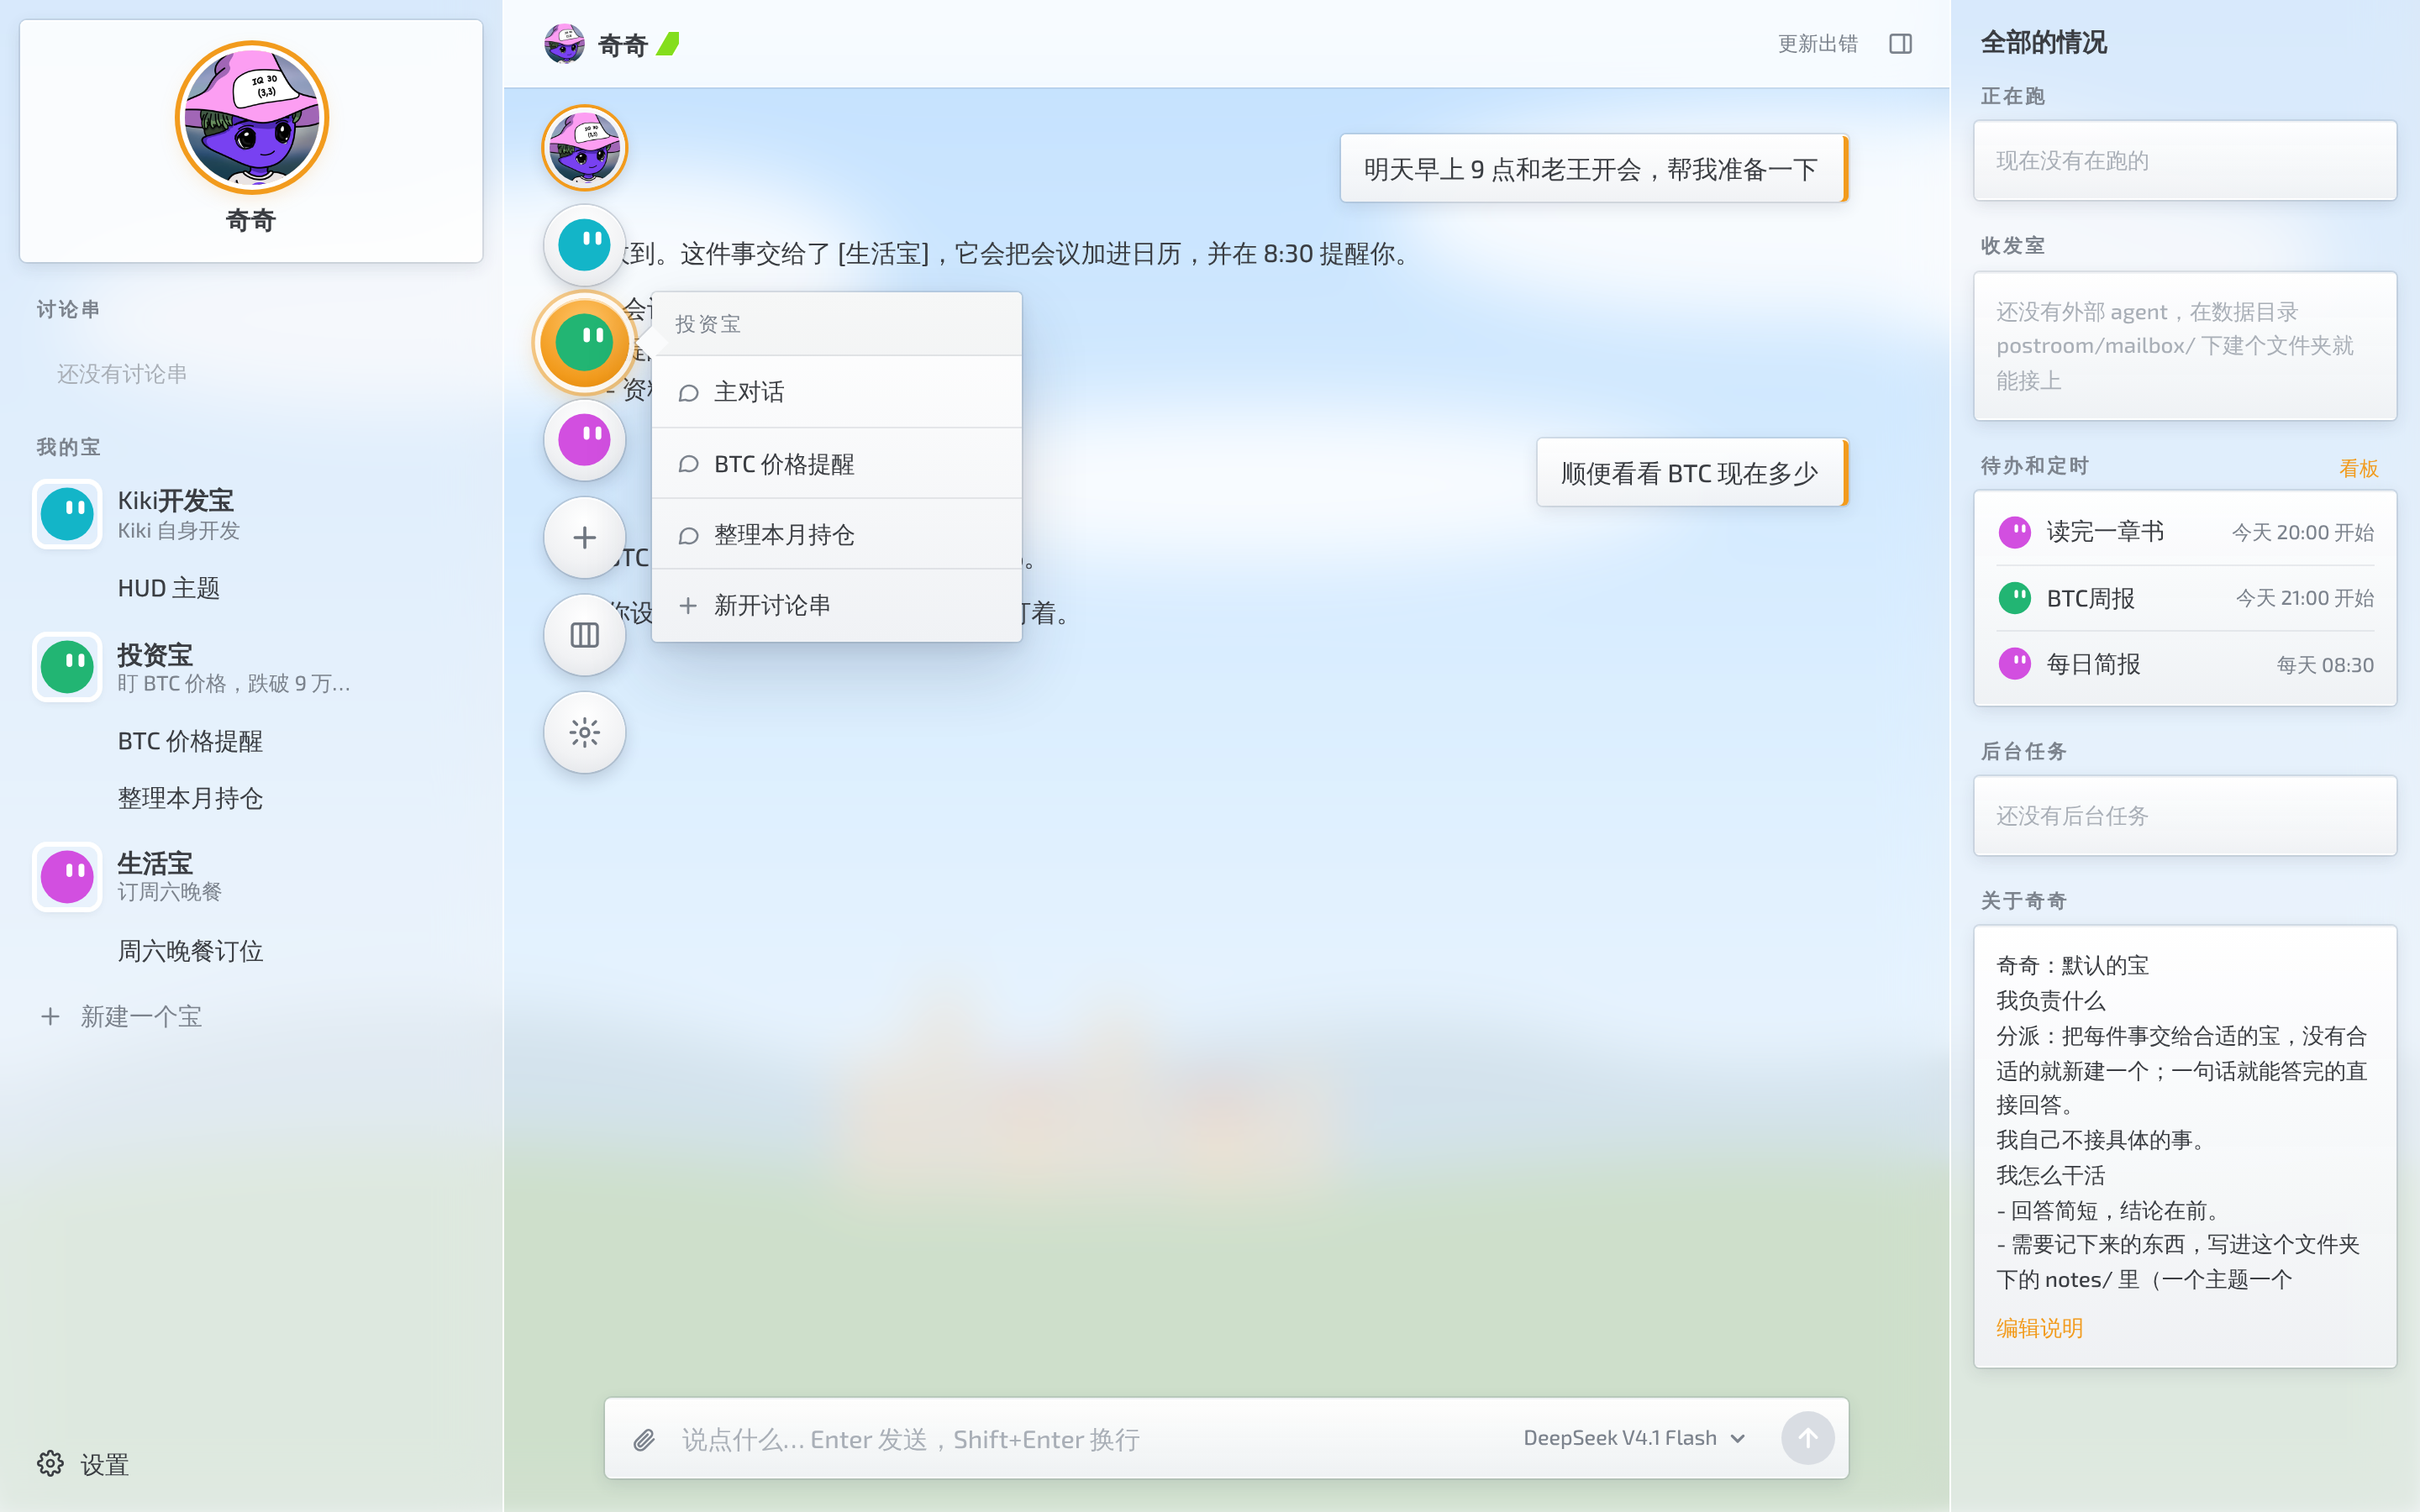 IQ 30
(3,3)
奇奇
讨论串
还没有讨论串
我的宝
Kiki开发宝
Kiki 自身开发
HUD 主题
投资宝
盯 BTC 价格，跌破 9 万…
BTC 价格提醒
整理本月持仓
生活宝
订周六晚餐
周六晚餐订位
新建一个宝
设置
奇奇
更新出错
明天早上 9 点和老王开会，帮我准备一下
到。这件事交给了 [生活宝]，它会把会议加进日历，并在 8:30 提醒你。
会
- 资
投资宝
主对话
BTC 价格提醒
整理本月持仓
新开讨论串
顺便看看 BTC 现在多少
TC
。
你设
着。
说点什么… Enter 发送，Shift+Enter 换行
DeepSeek V4.1 Flash
全部的情况
正在跑
现在没有在跑的
收发室
还没有外部 agent，在数据目录
postroom/mailbox/ 下建个文件夹就
能接上
待办和定时
看板
读完一章书
今天 20:00 开始
BTC周报
今天 21:00 开始
每日简报
每天 08:30
后台任务
还没有后台任务
关于奇奇
奇奇：默认的宝
我负责什么
分派：把每件事交给合适的宝，没有合
适的就新建一个；一句话就能答完的直
接回答。
我自己不接具体的事。
我怎么干活
- 回答简短，结论在前。
- 需要记下来的东西，写进这个文件夹
下的 notes/ 里（一个主题一个
编辑说明